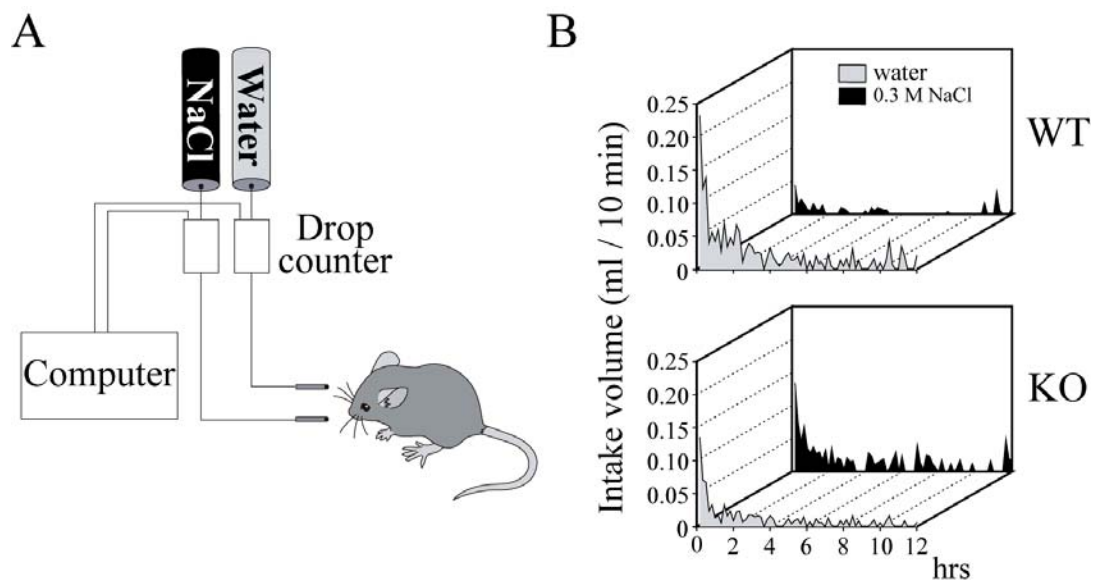 A
NaCl
Water
Drop
counter
Computer
B
Intake volume (ml / 10 min)
water
0.3 M NaCl
WT
0.25
0.20
0.15
0.10
0.05
0
KO
0.25
0.20
0.15
0.10
0.05
0
0 2 4 6 8 10 12
hrs